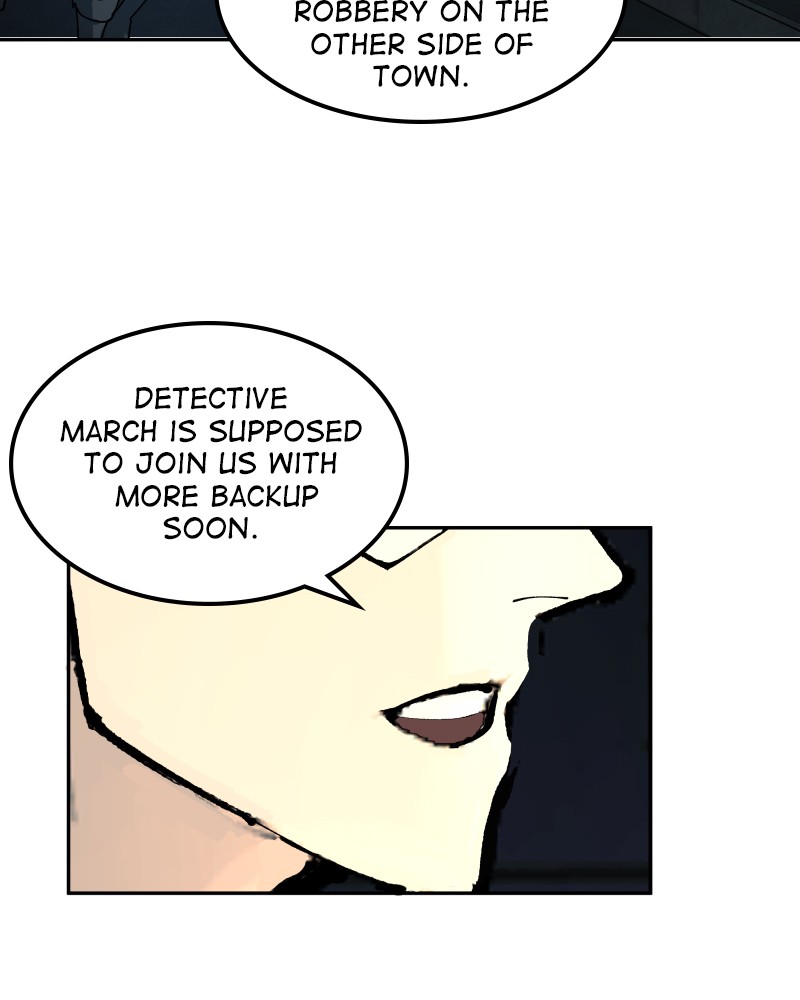 ROBBERY ON THE
OTHER SIDE OF
TOWN.
DETECTIVE
MARCH IS SUPPOSED
TO JOIN US WITH
MORE BACKUP
SOON.